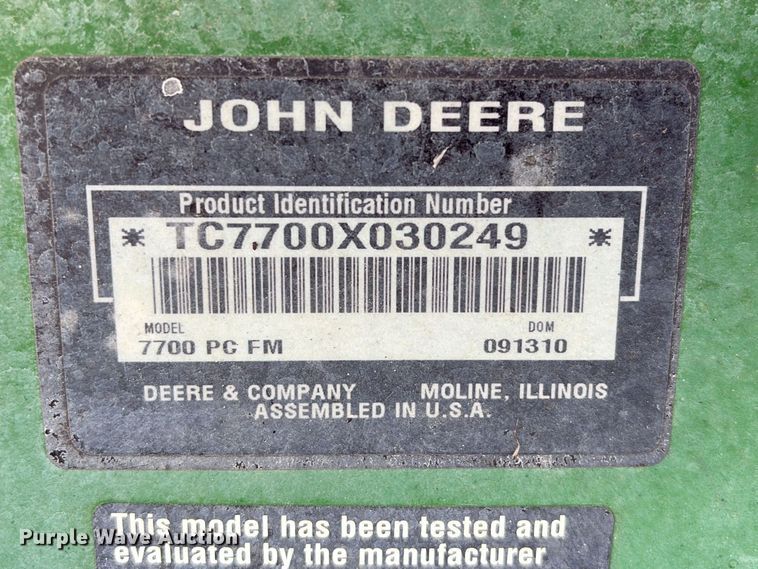 JOHN DEERE
Product Identification Number
* TC7700X030249 *
MODEL DOM
7700 PC FM 091310
DEERE & COMPANY MOLINE, ILLINOIS
ASSEMBLED IN U.S.A.
This model has been tested and
evaluated by the manufacturer
Purple Wave Auction